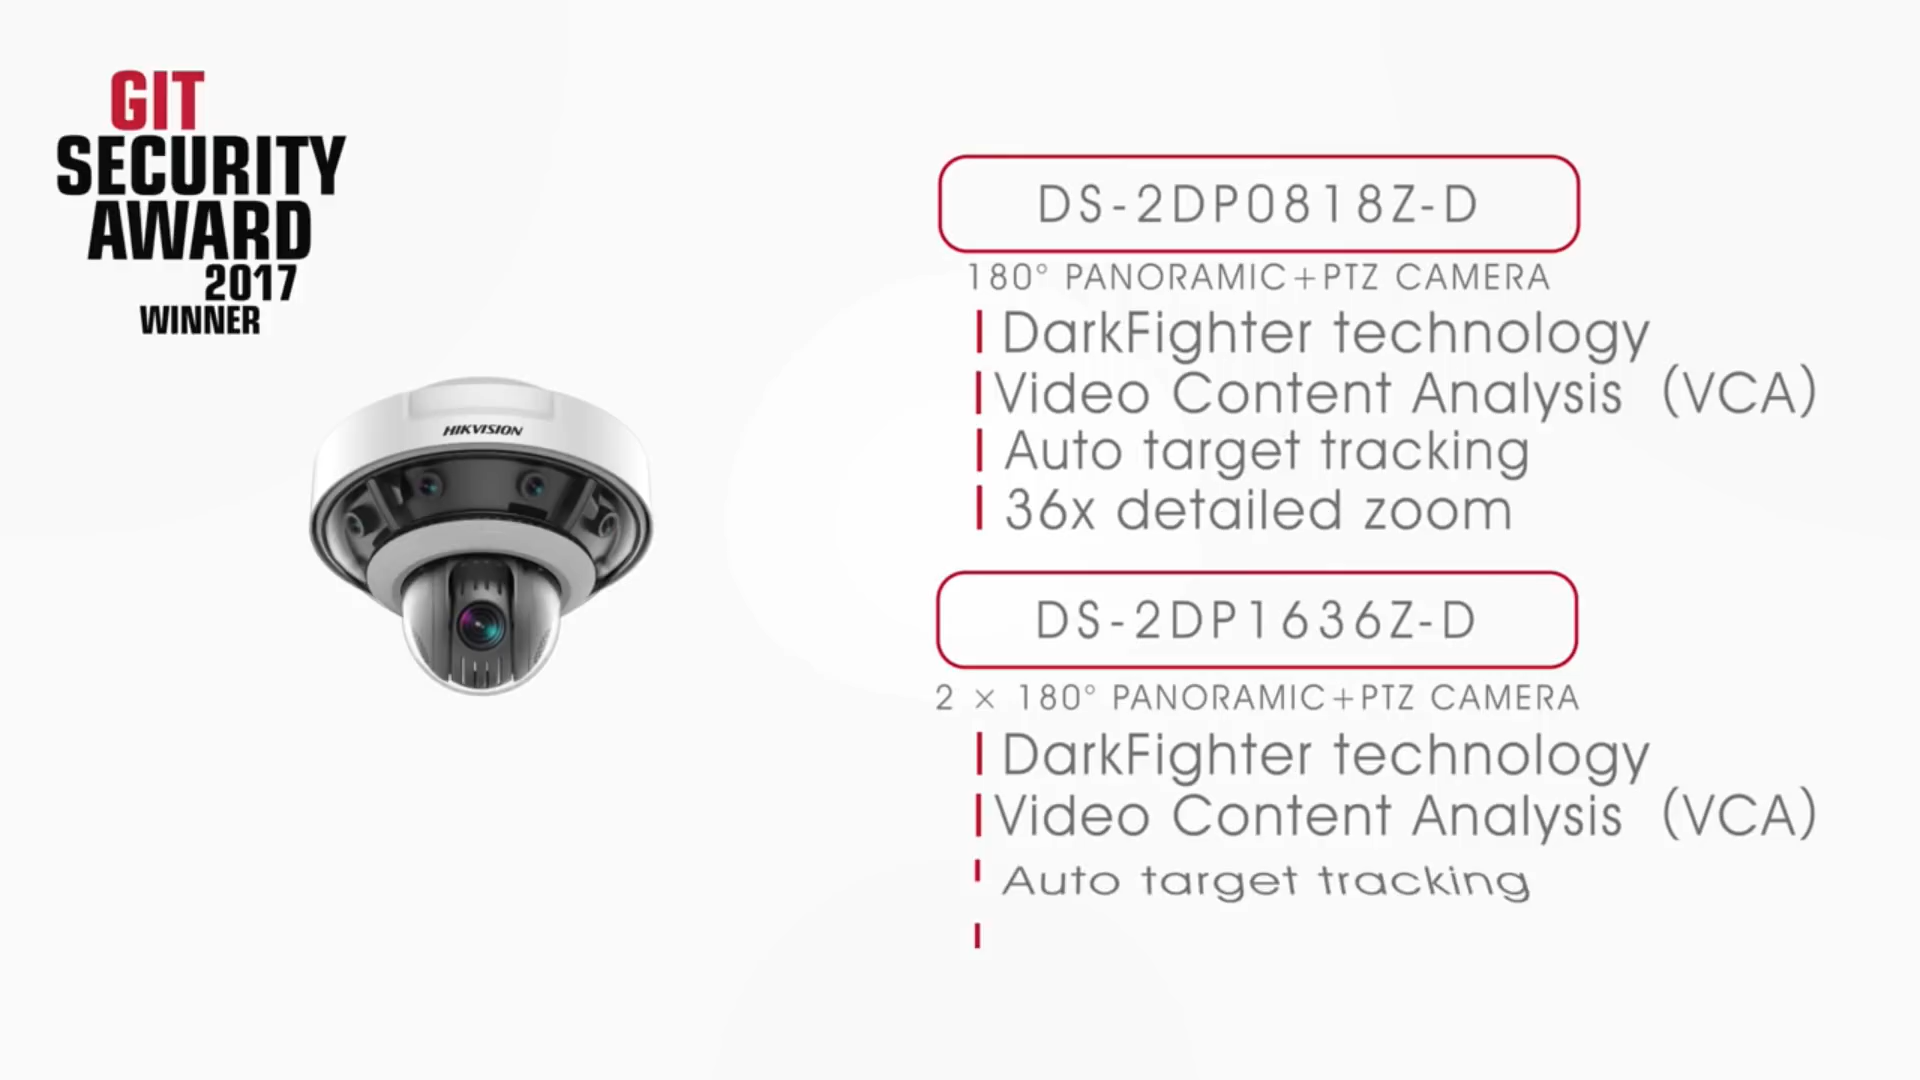 GIT
SECURITY
AWARD
2017
WINNER
HIKVISION
DS-2DP0818Z-D
180° PANORAMIC+PTZ CAMERA
DarkFighter technology
Video Content Analysis (VCA)
Auto target tracking
36x detailed zoom
DS-2DP1636Z-D
2 × 180° PANORAMIC+PTZ CAMERA
DarkFighter technology
Video Content Analysis (VCA)
Auto target tracking